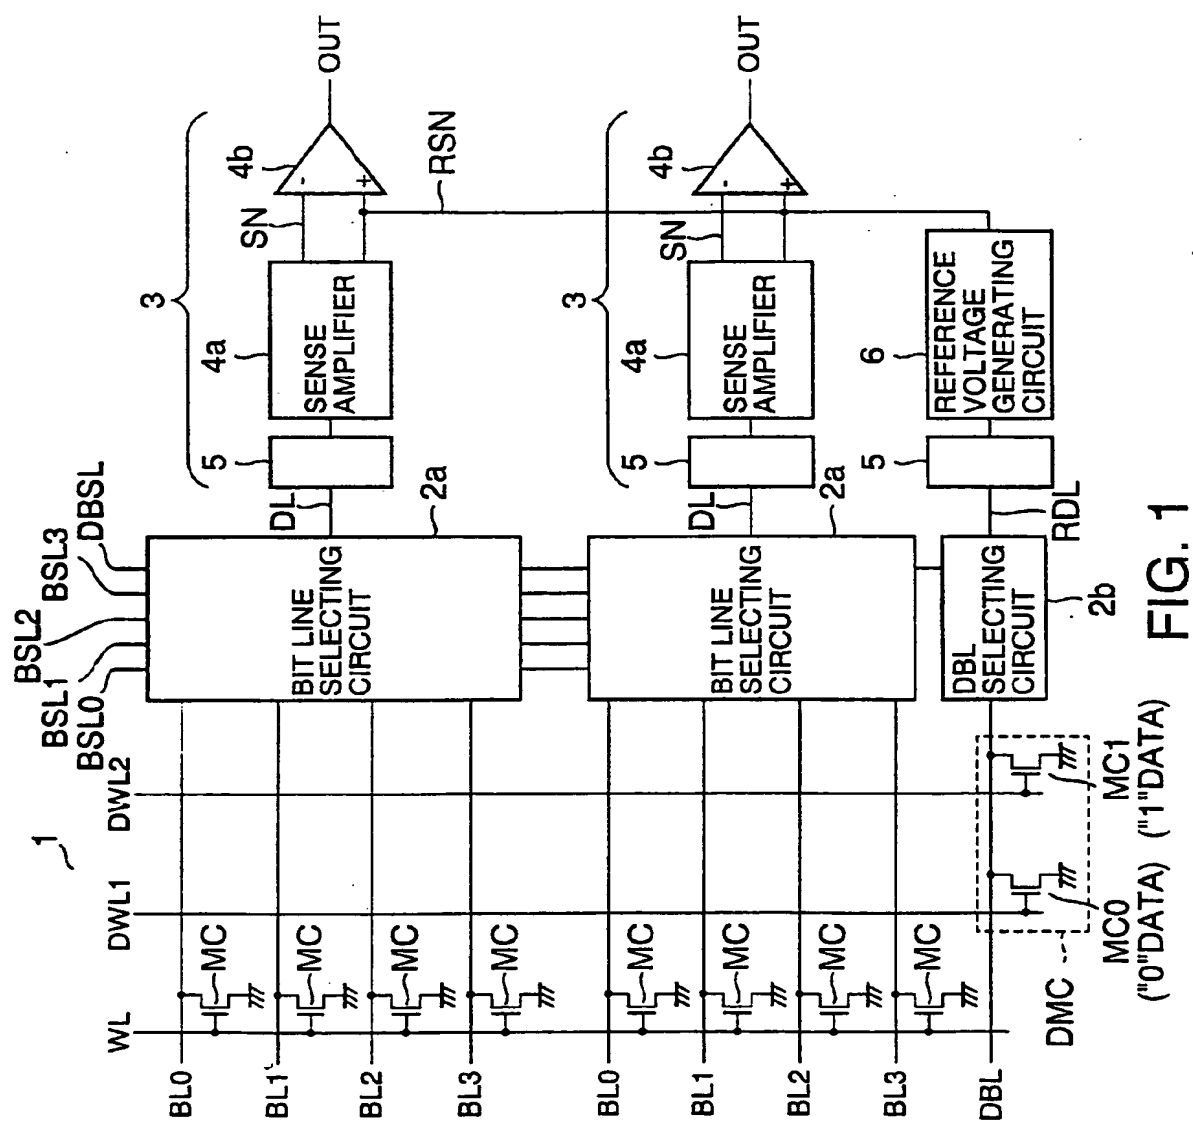 FIG. 1
1
WL
DWL1
DWL2
BSL0
BSL1
BSL2
BSL3
DBSL
BL0
BL1
BL2
BL3
MC
MC
MC
MC
BIT LINE
SELECTING
CIRCUIT
2a
DL
5
3
4a
SENSE
AMPLIFIER
SN
4b
-
+
OUT
RSN
BL0
BL1
BL2
BL3
MC
MC
MC
MC
BIT LINE
SELECTING
CIRCUIT
2a
DL
5
3
4a
SENSE
AMPLIFIER
SN
4b
-
+
OUT
DBL
DMC
MC0
("0"DATA)
MC1
("1"DATA)
DBL
SELECTING
CIRCUIT
2b
RDL
5
6
REFERENCE
VOLTAGE
GENERATING
CIRCUIT